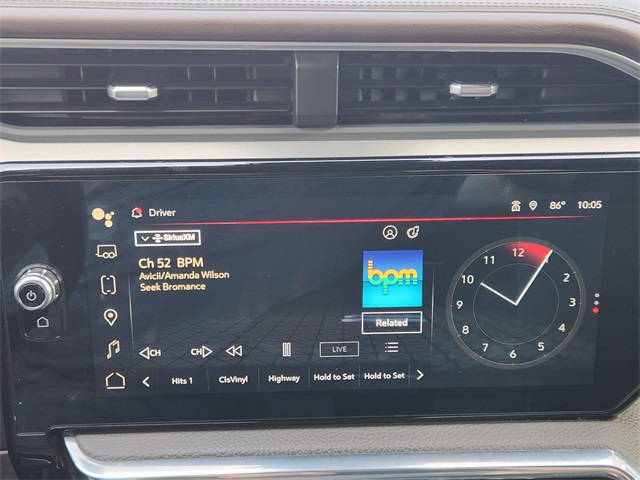 Driver 86° 10:05
SiriusXM
Ch 52 BPM
Avicii/Amanda Wilson
Seek Bromance
bpm
Related
CH CH LIVE
Hits 1 ClsVinyl Highway Hold to Set Hold to Set
12
11
10 2
9 3
8 4
7 5
6